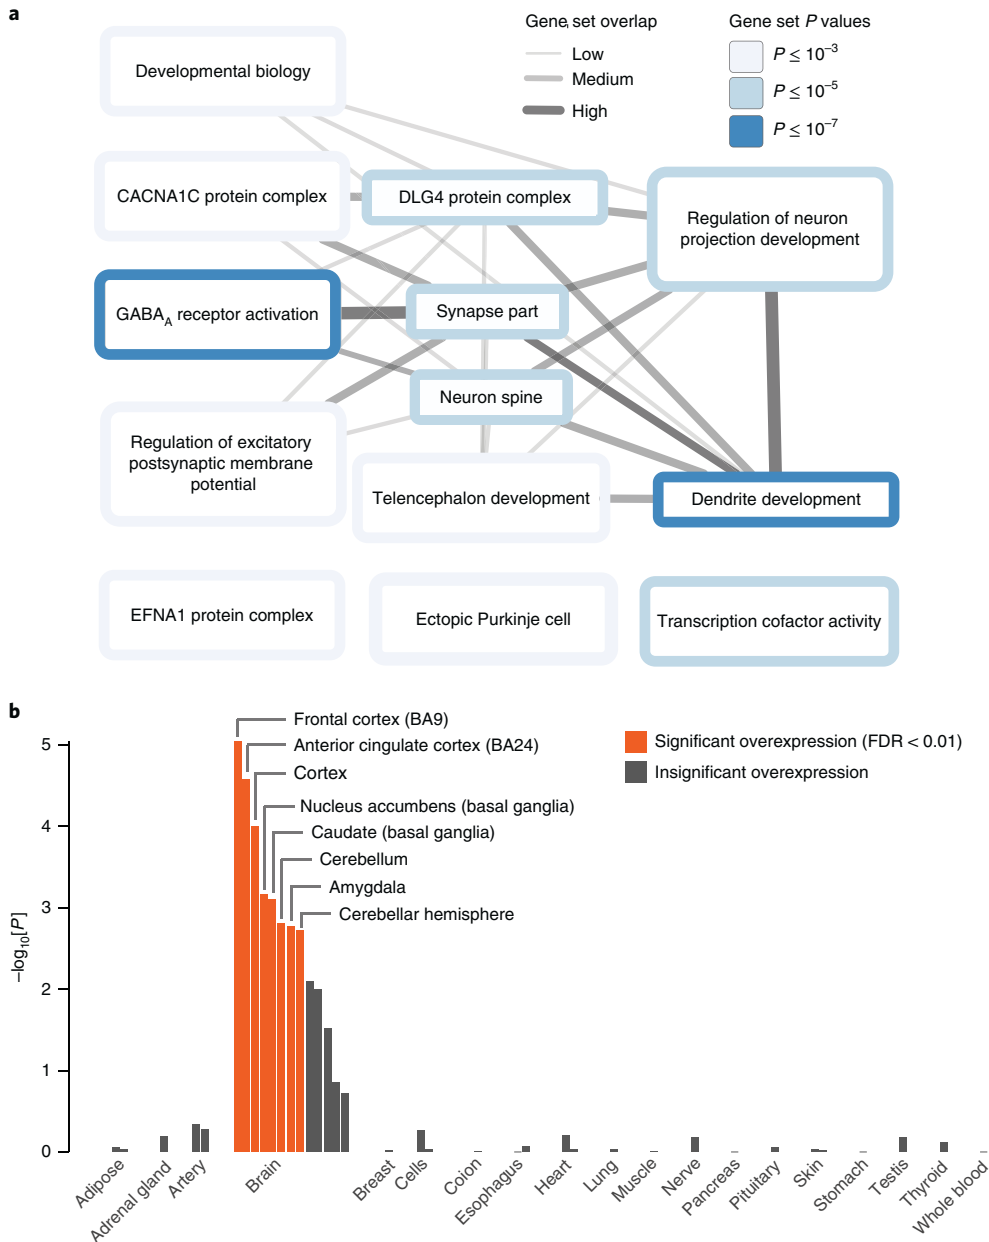 a
Gene set overlap
Low
Medium
High
Gene set P values
P ≤ 10⁻³
P ≤ 10⁻⁵
P ≤ 10⁻⁷
Developmental biology
CACNA1C protein complex
DLG4 protein complex
Regulation of neuron
projection development
GABA_A receptor activation
Synapse part
Neuron spine
Regulation of excitatory
postsynaptic membrane
potential
Telencephalon development
Dendrite development
EFNA1 protein complex
Ectopic Purkinje cell
Transcription cofactor activity
b
Frontal cortex (BA9)
Anterior cingulate cortex (BA24)
Cortex
Nucleus accumbens (basal ganglia)
Caudate (basal ganglia)
Cerebellum
Amygdala
Cerebellar hemisphere
Significant overexpression (FDR < 0.01)
Insignificant overexpression
–log₁₀[P]
5
4
3
2
1
0
Adipose
Adrenal gland
Artery
Brain
Breast
Cells
Colon
Esophagus
Heart
Lung
Muscle
Nerve
Pancreas
Pituitary
Skin
Stomach
Testis
Thyroid
Whole blood